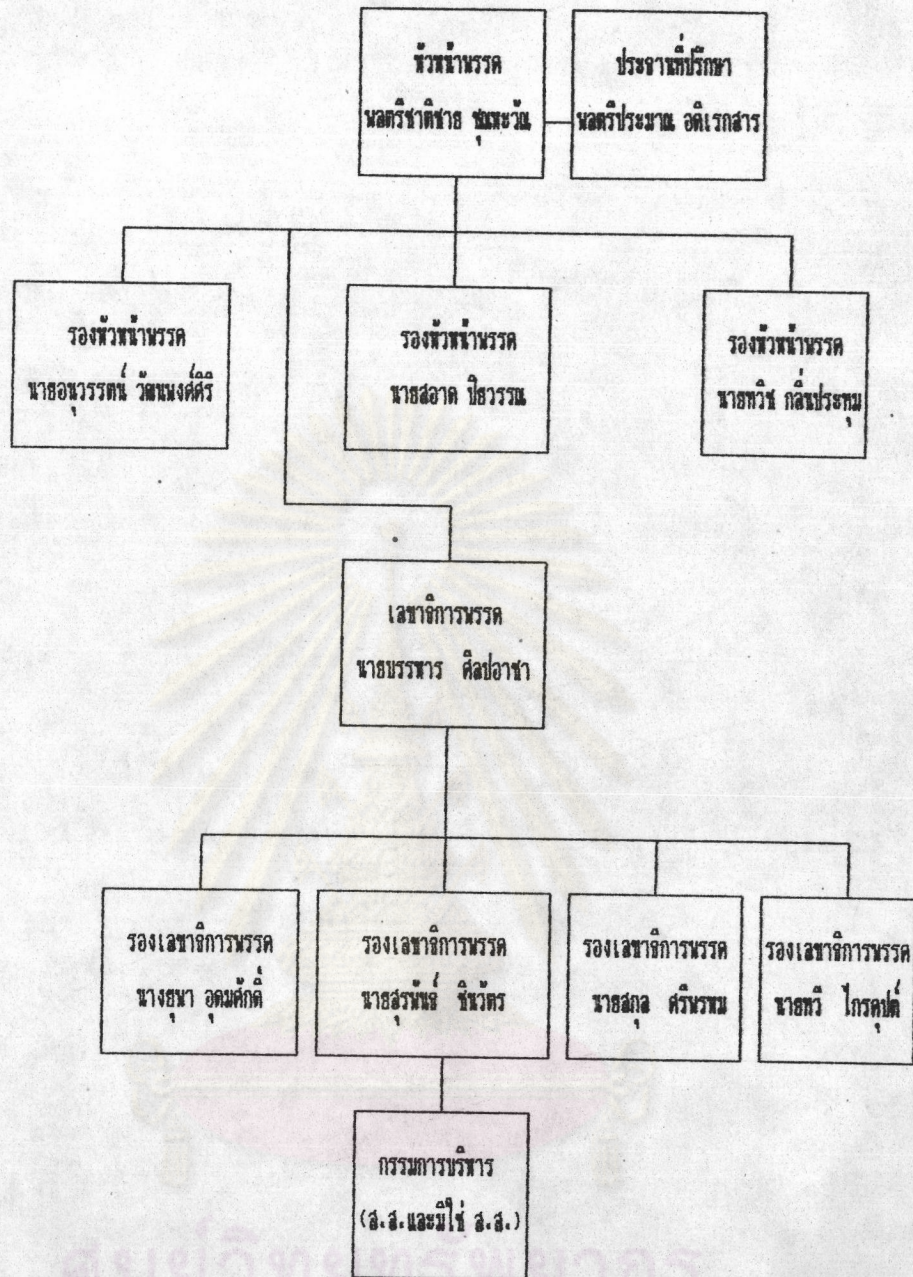 หัวหน้าพรรค
พลตรีชาติชาย ชุณหะวัณ
ประธานที่ปรึกษา
พลตรีประมาณ อดิเรกสาร
รองหัวหน้าพรรค
นายอนุวรรตน์ วัฒนพงศ์ศิริ
รองหัวหน้าพรรค
นายสอาด ปิยวรรณ
รองหัวหน้าพรรค
นายทวิช กลิ่นประทุม
เลขาธิการพรรค
นายบรรหาร ศิลปอาชา
รองเลขาธิการพรรค
นางยุพา อุดมศักดิ์
รองเลขาธิการพรรค
นายสุรพันธ์ ชินวัตร
รองเลขาธิการพรรค
นายสกุล ศรีพรหม
รองเลขาธิการพรรค
นายทวี ไกรคุปต์
กรรมการบริหาร
(ส.ส.และมิใช่ ส.ส.)